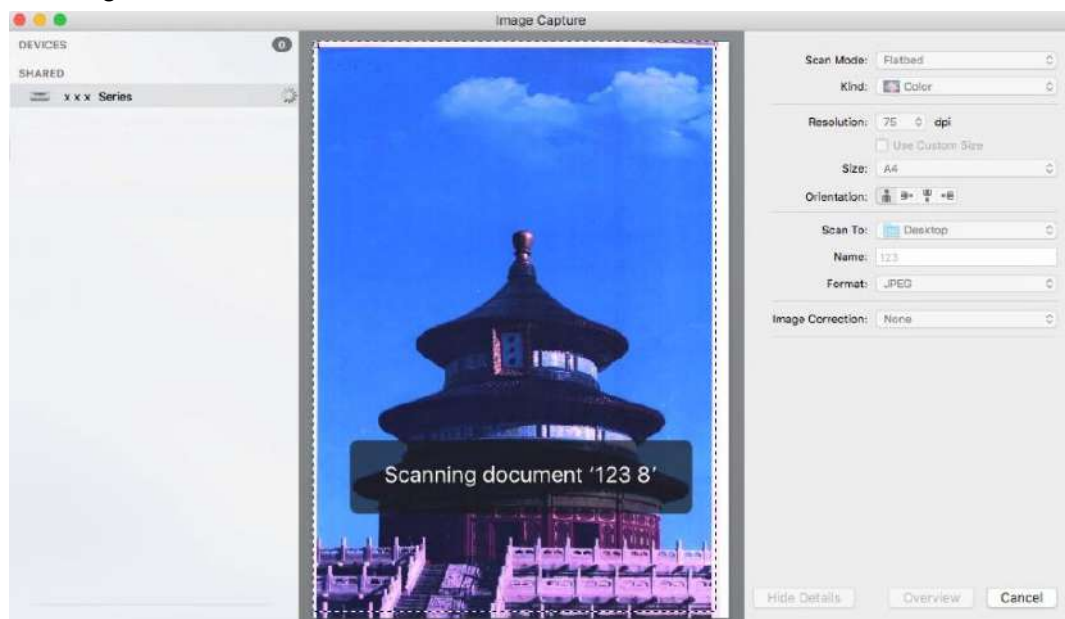 Image Capture
DEVICES 0
SHARED
x x x Series
Scanning document ‘123 8’
Scan Mode: Flatbed
Kind: Color
Resolution: 75 dpi
Use Custom Size
Size: A4
Orientation:
Scan To: Desktop
Name: 123
Format: JPEG
Image Correction: None
Hide Details Overview Cancel